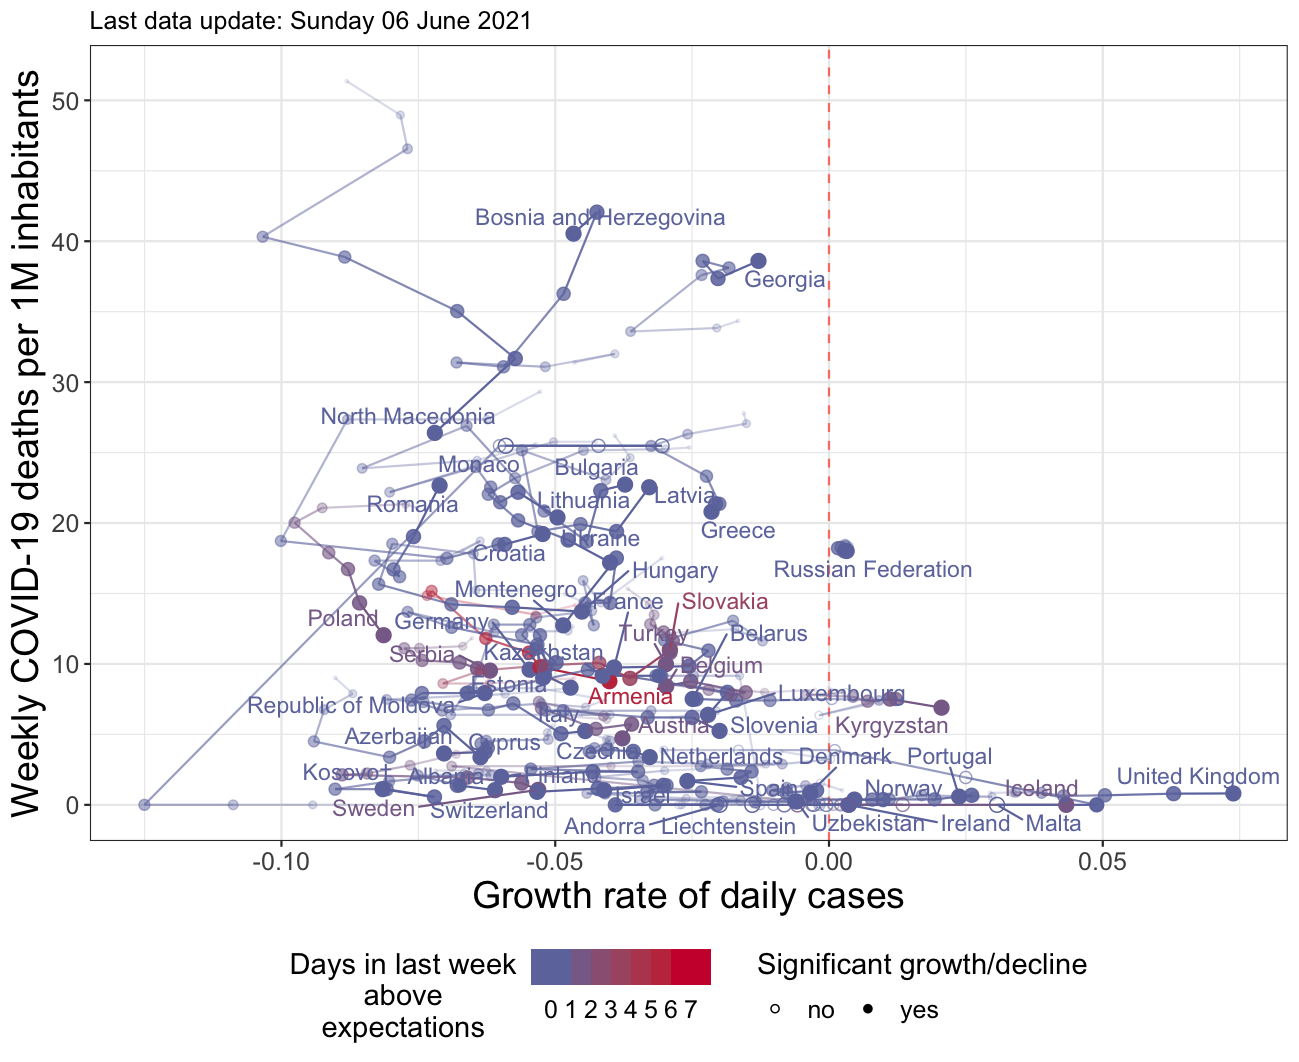 Last data update: Sunday 06 June 2021
Weekly COVID-19 deaths per 1M inhabitants
50
40
30
20
10
0
Bosnia and Herzegovina
Georgia
North Macedonia
Monaco
Bulgaria
Romania
Lithuania
Latvia
Greece
Ukraine
Croatia
Russian Federation
Hungary
Montenegro
France
Slovakia
Poland
Germany
Turkey
Belarus
Serbia
Kazakhstan
Belgium
Estonia
Armenia
Luxembourg
Republic of Moldova
Italy
Austria
Slovenia
Kyrgyzstan
Azerbaijan
Cyprus
Czechia
Netherlands
Denmark
Portugal
Kosovo
Albania
Finland
Spain
Norway
Iceland
United Kingdom
Sweden
Switzerland
Israel
Andorra
Liechtenstein
Uzbekistan
Ireland
Malta
-0.10
-0.05
0.00
0.05
Growth rate of daily cases
Days in last week
above
expectations
0 1 2 3 4 5 6 7
Significant growth/decline
no
yes